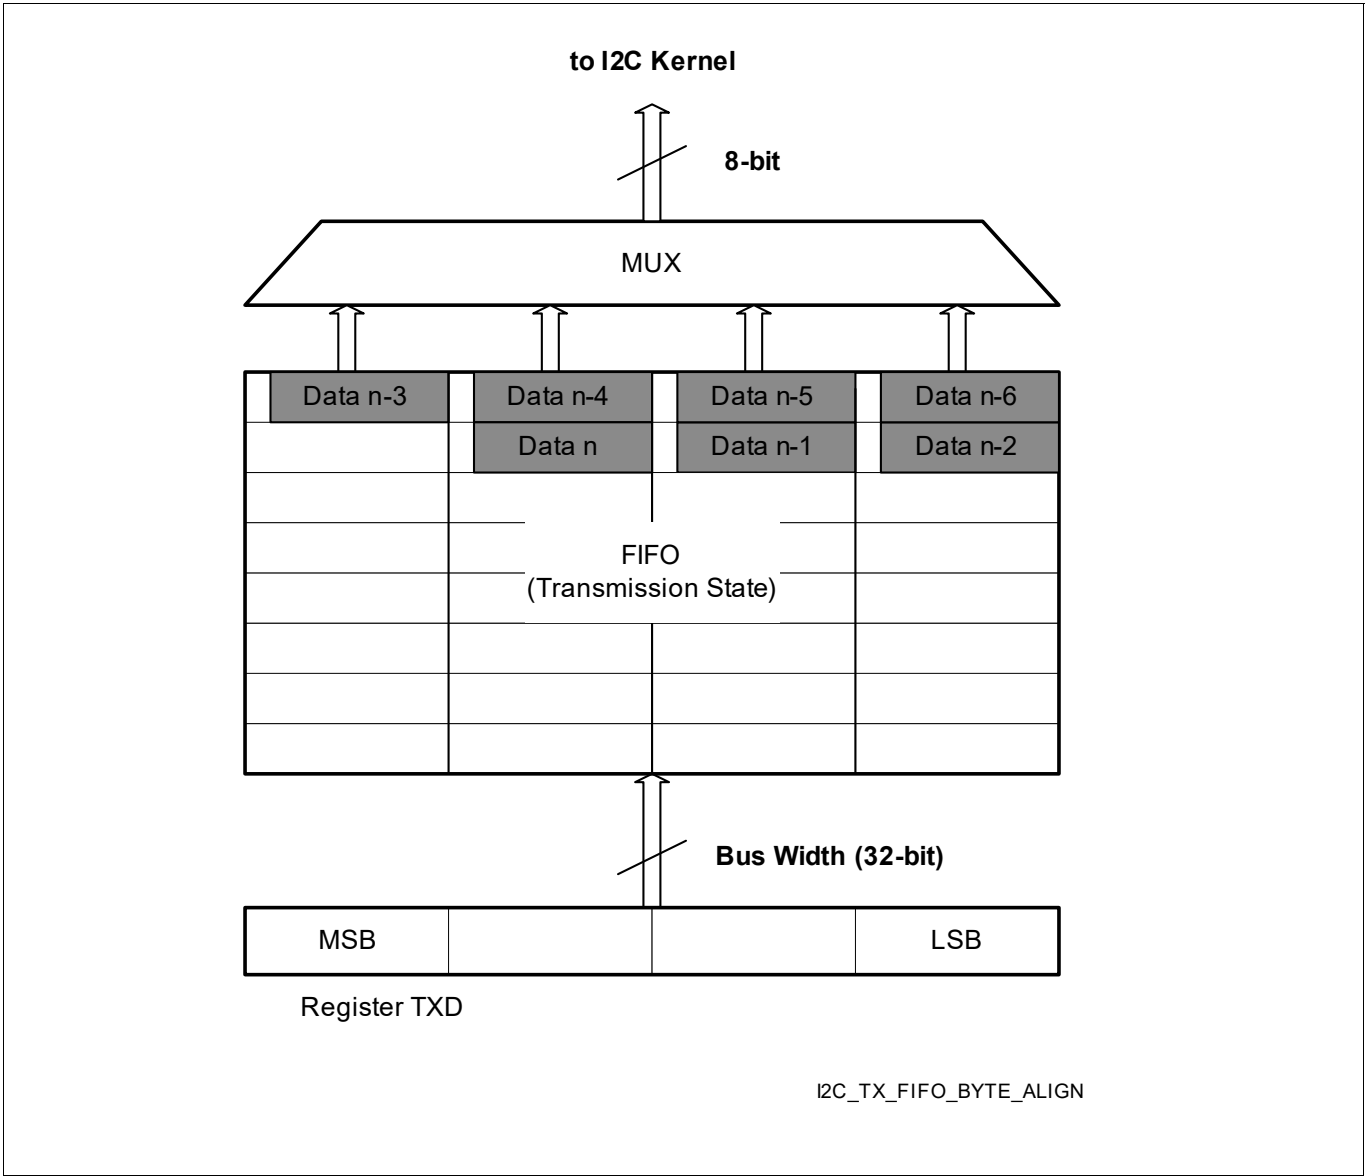 to I2C Kernel
8-bit
MUX
Data n-3 Data n-4 Data n-5 Data n-6
Data n Data n-1 Data n-2
FIFO
(Transmission State)
Bus Width (32-bit)
MSB LSB
Register TXD
I2C_TX_FIFO_BYTE_ALIGN